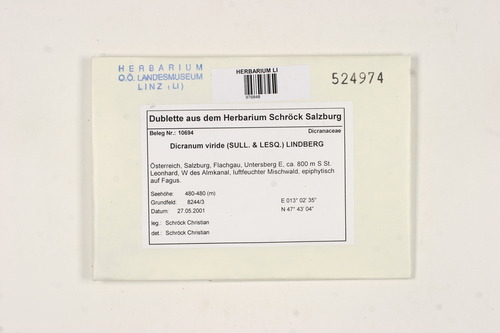 HERBARIUM
O.Ö. LANDESMUSEUM
LINZ (LI)
HERBARIUM LI
524974
Dublette aus dem Herbarium Schröck Salzburg
Beleg Nr.: 10694 Dicranaceae
Dicranum viride (SULL. & LESQ.) LINDBERG
Österreich, Salzburg, Flachgau, Untersberg E. ca. 800 m S St.
Leonhard, W des Almkanal, luftfeuchter Mischwald, epiphytisch
auf Fagus.
Seehöhe: 480-480 (m) E 013° 02' 35"
Grundfeld: 8244/3
Datum: 27.05.2001 N 47° 43' 04"
leg.: Schröck Christian
det.: Schröck Christian